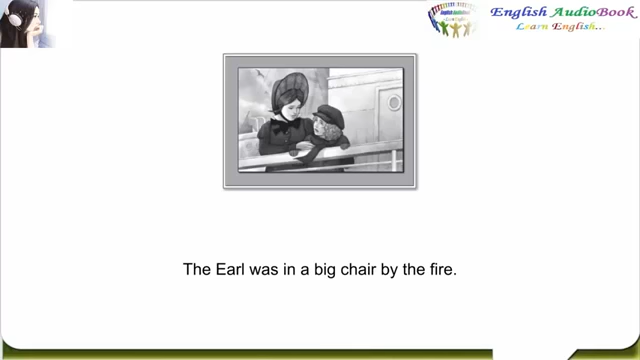 English AudioBook
Learn English...
The Earl was in a big chair by the fire.